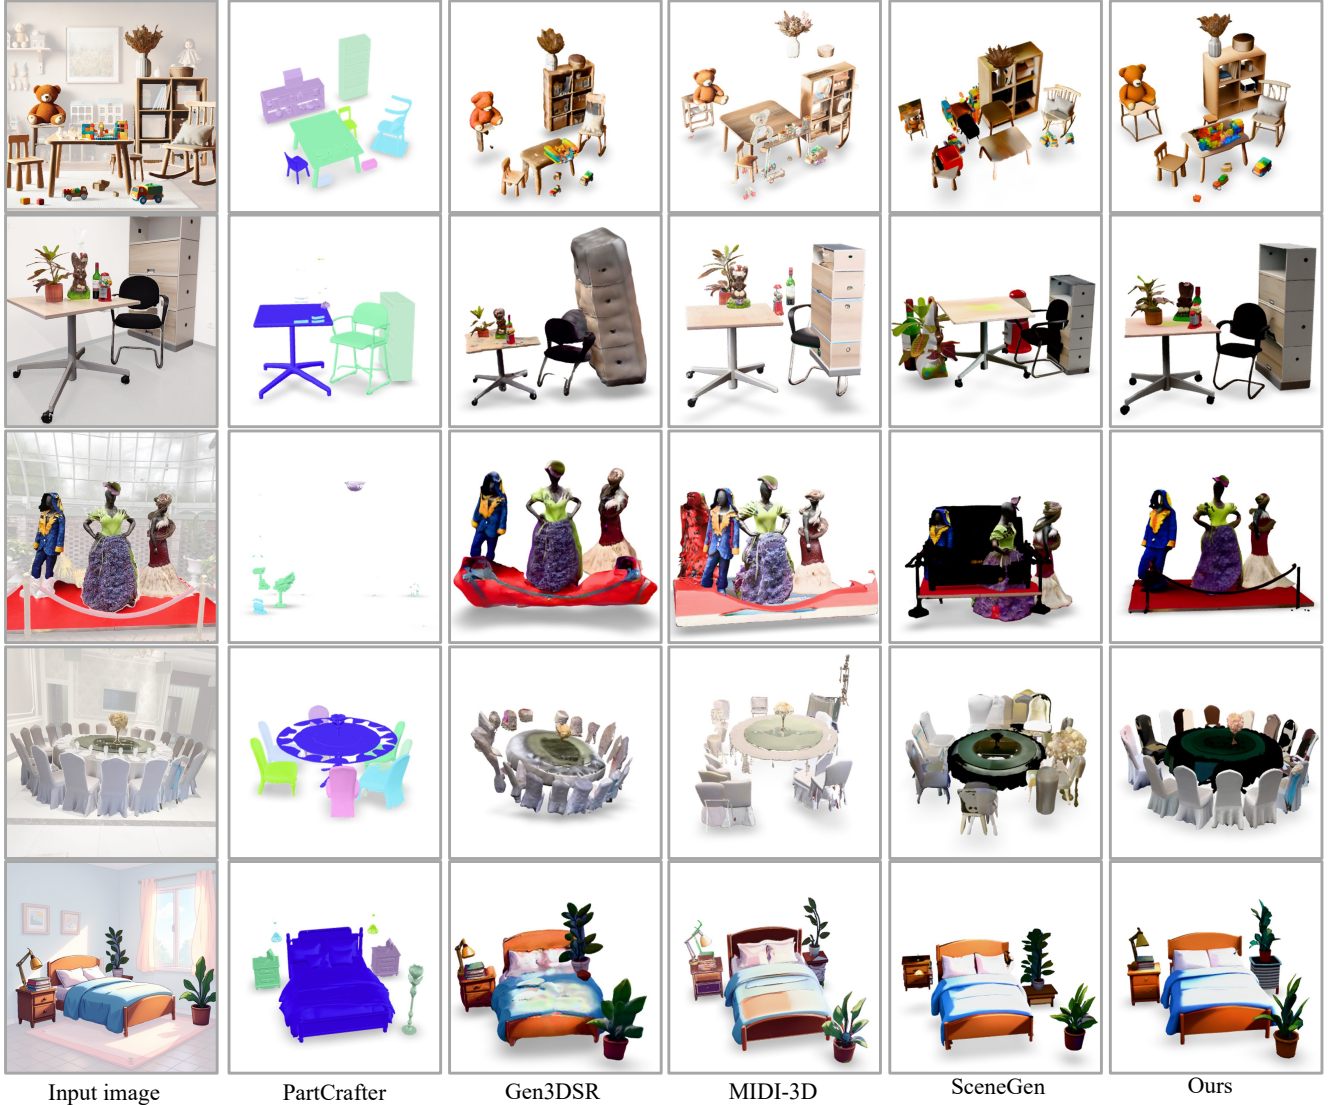 Input image
PartCrafter
Gen3DSR
MIDI-3D
SceneGen
Ours